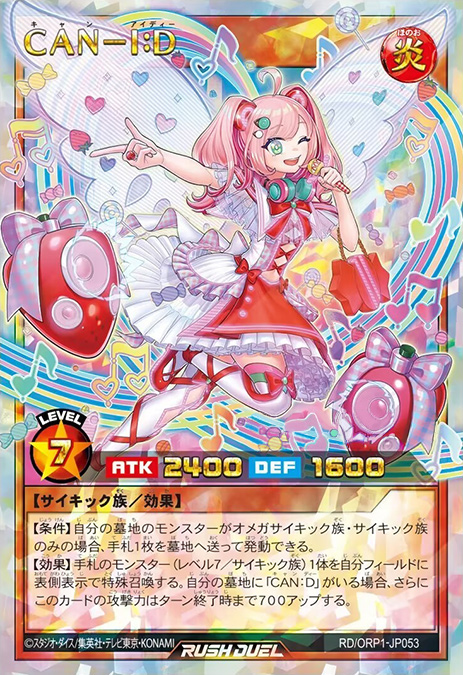 キャンアイディー
CAN－I:D
ほのお
炎
LEVEL
7
ATK 2400 DEF 1600
【サイキック族／効果】
【条件】自分の墓地のモンスターがオメガサイキック族・サイキック族
のみの場合、手札1枚を墓地へ送って発動できる。
【効果】手札のモンスター(レベル7／サイキック族)1体を自分フィールドに
表側表示で特殊召喚する。自分の墓地に「CAN:D」がいる場合、さらに
このカードの攻撃力はターン終了時まで700アップする。
©スタジオ・ダイス/集英社・テレビ東京・KONAMI
RUSH DUEL
RD/ORP1-JP053